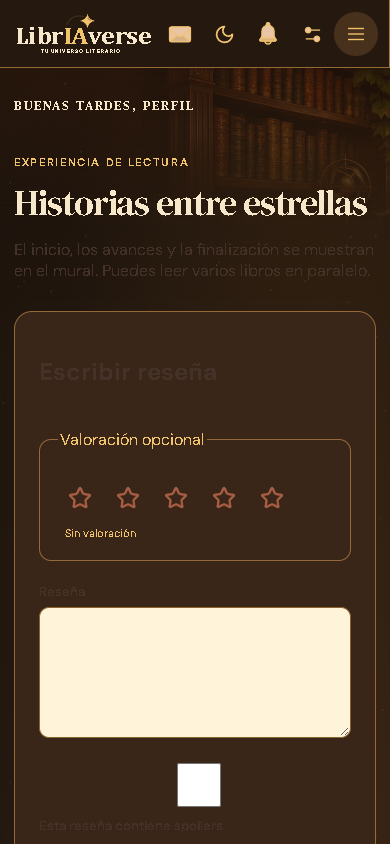 LibrIAverse
TU UNIVERSO LITERARIO
BUENAS TARDES, PERFIL
EXPERIENCIA DE LECTURA
Historias entre estrellas
El inicio, los avances y la finalización se muestran
en el mural. Puedes leer varios libros en paralelo.
Escribir reseña
Valoración opcional
Sin valoración
Reseña
Esta reseña contiene spoilers